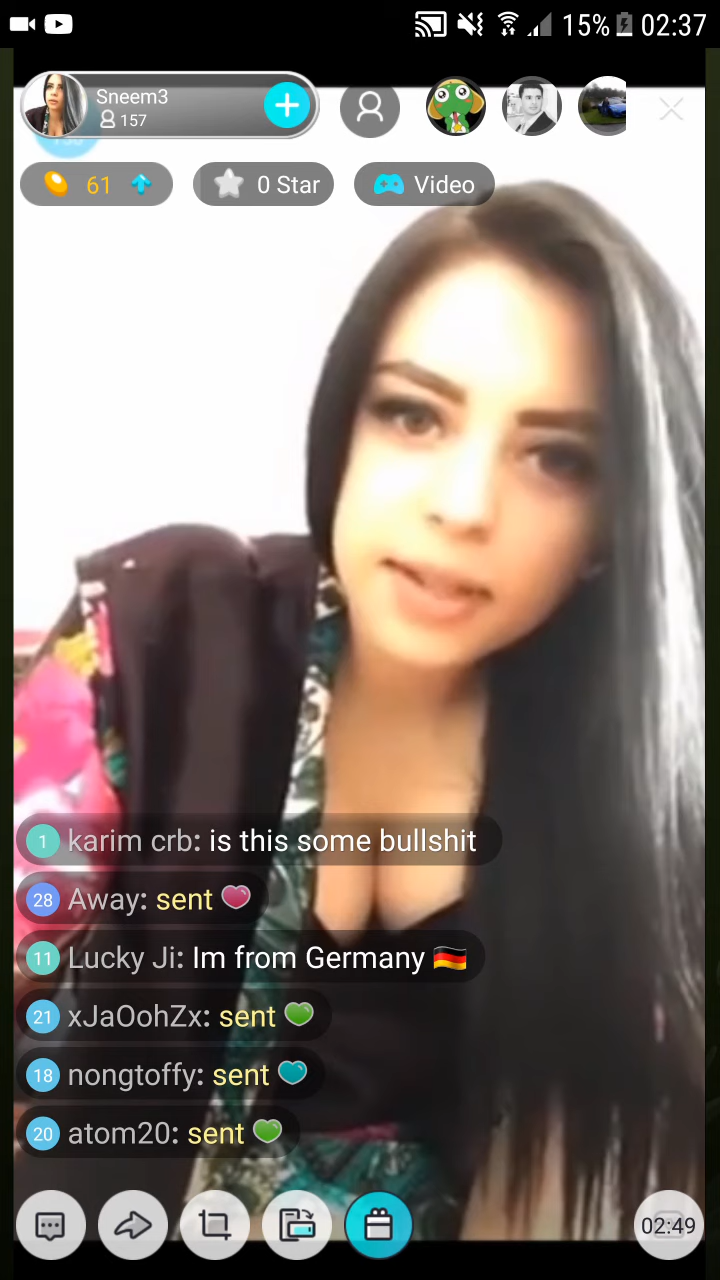 15% 02:37
Sneem3
157
61
0 Star
Video
1 karim crb: is this some bullshit
28 Away: sent
11 Lucky Ji: Im from Germany
21 xJaOohZx: sent
18 nongtoffy: sent
20 atom20: sent
02:49